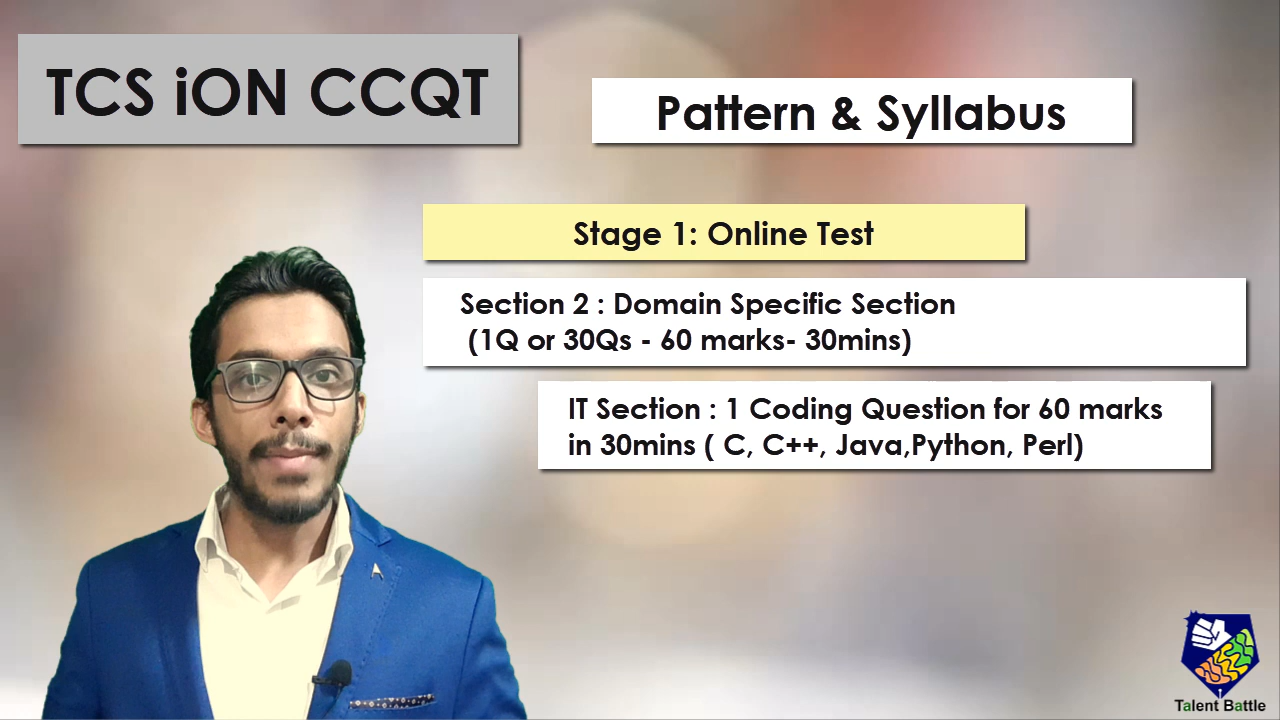 TCS iON CCQT
Pattern & Syllabus
Stage 1: Online Test
Section 2 : Domain Specific Section
(1Q or 30Qs - 60 marks- 30mins)
IT Section : 1 Coding Question for 60 marks
in 30mins ( C, C++, Java,Python, Perl)
Talent Battle